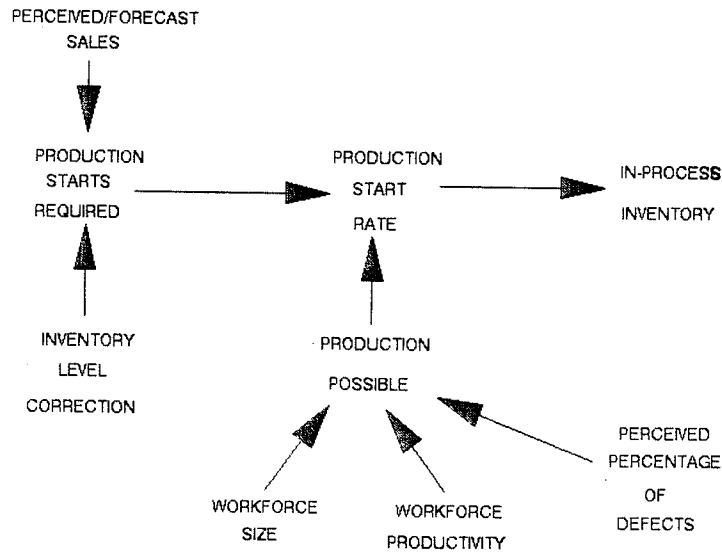 PERCEIVED/FORECAST
SALES
PRODUCTION
STARTS
REQUIRED
PRODUCTION
START
RATE
IN-PROCESS
INVENTORY
INVENTORY
LEVEL
CORRECTION
PRODUCTION
POSSIBLE
PERCEIVED
PERCENTAGE
OF
DEFECTS
WORKFORCE
SIZE
WORKFORCE
PRODUCTIVITY